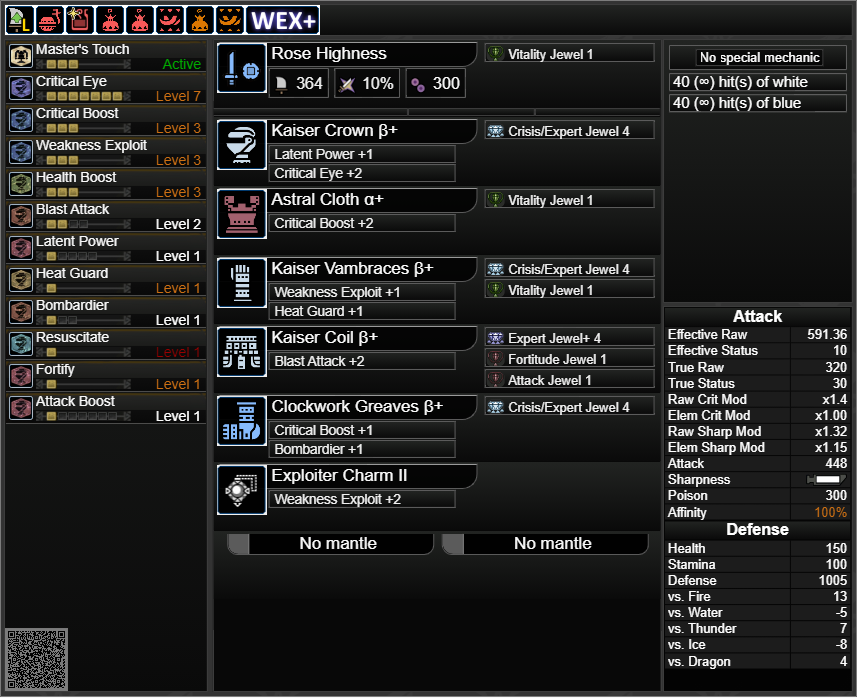 L
WEX+
Master's Touch
Active
Critical Eye
Level 7
Critical Boost
Level 3
Weakness Exploit
Level 3
Health Boost
Level 3
Blast Attack
Level 2
Latent Power
Level 1
Heat Guard
Level 1
Bombardier
Level 1
Resuscitate
Level 1
Fortify
Level 1
Attack Boost
Level 1
Rose Highness
364 10% 300
Vitality Jewel 1
Kaiser Crown β+
Latent Power +1
Critical Eye +2
Crisis/Expert Jewel 4
Astral Cloth α+
Critical Boost +2
Vitality Jewel 1
Kaiser Vambraces β+
Weakness Exploit +1
Heat Guard +1
Crisis/Expert Jewel 4
Vitality Jewel 1
Kaiser Coil β+
Blast Attack +2
Expert Jewel+ 4
Fortitude Jewel 1
Attack Jewel 1
Clockwork Greaves β+
Critical Boost +1
Bombardier +1
Crisis/Expert Jewel 4
Exploiter Charm II
Weakness Exploit +2
No mantle No mantle
No special mechanic
40 (∞) hit(s) of white
40 (∞) hit(s) of blue
Attack
Effective Raw 591.36
Effective Status 10
True Raw 320
True Status 30
Raw Crit Mod x1.4
Elem Crit Mod x1.00
Raw Sharp Mod x1.32
Elem Sharp Mod x1.15
Attack 448
Sharpness
Poison 300
Affinity 100%
Defense
Health 150
Stamina 100
Defense 1005
vs. Fire 13
vs. Water -5
vs. Thunder 7
vs. Ice -8
vs. Dragon 4